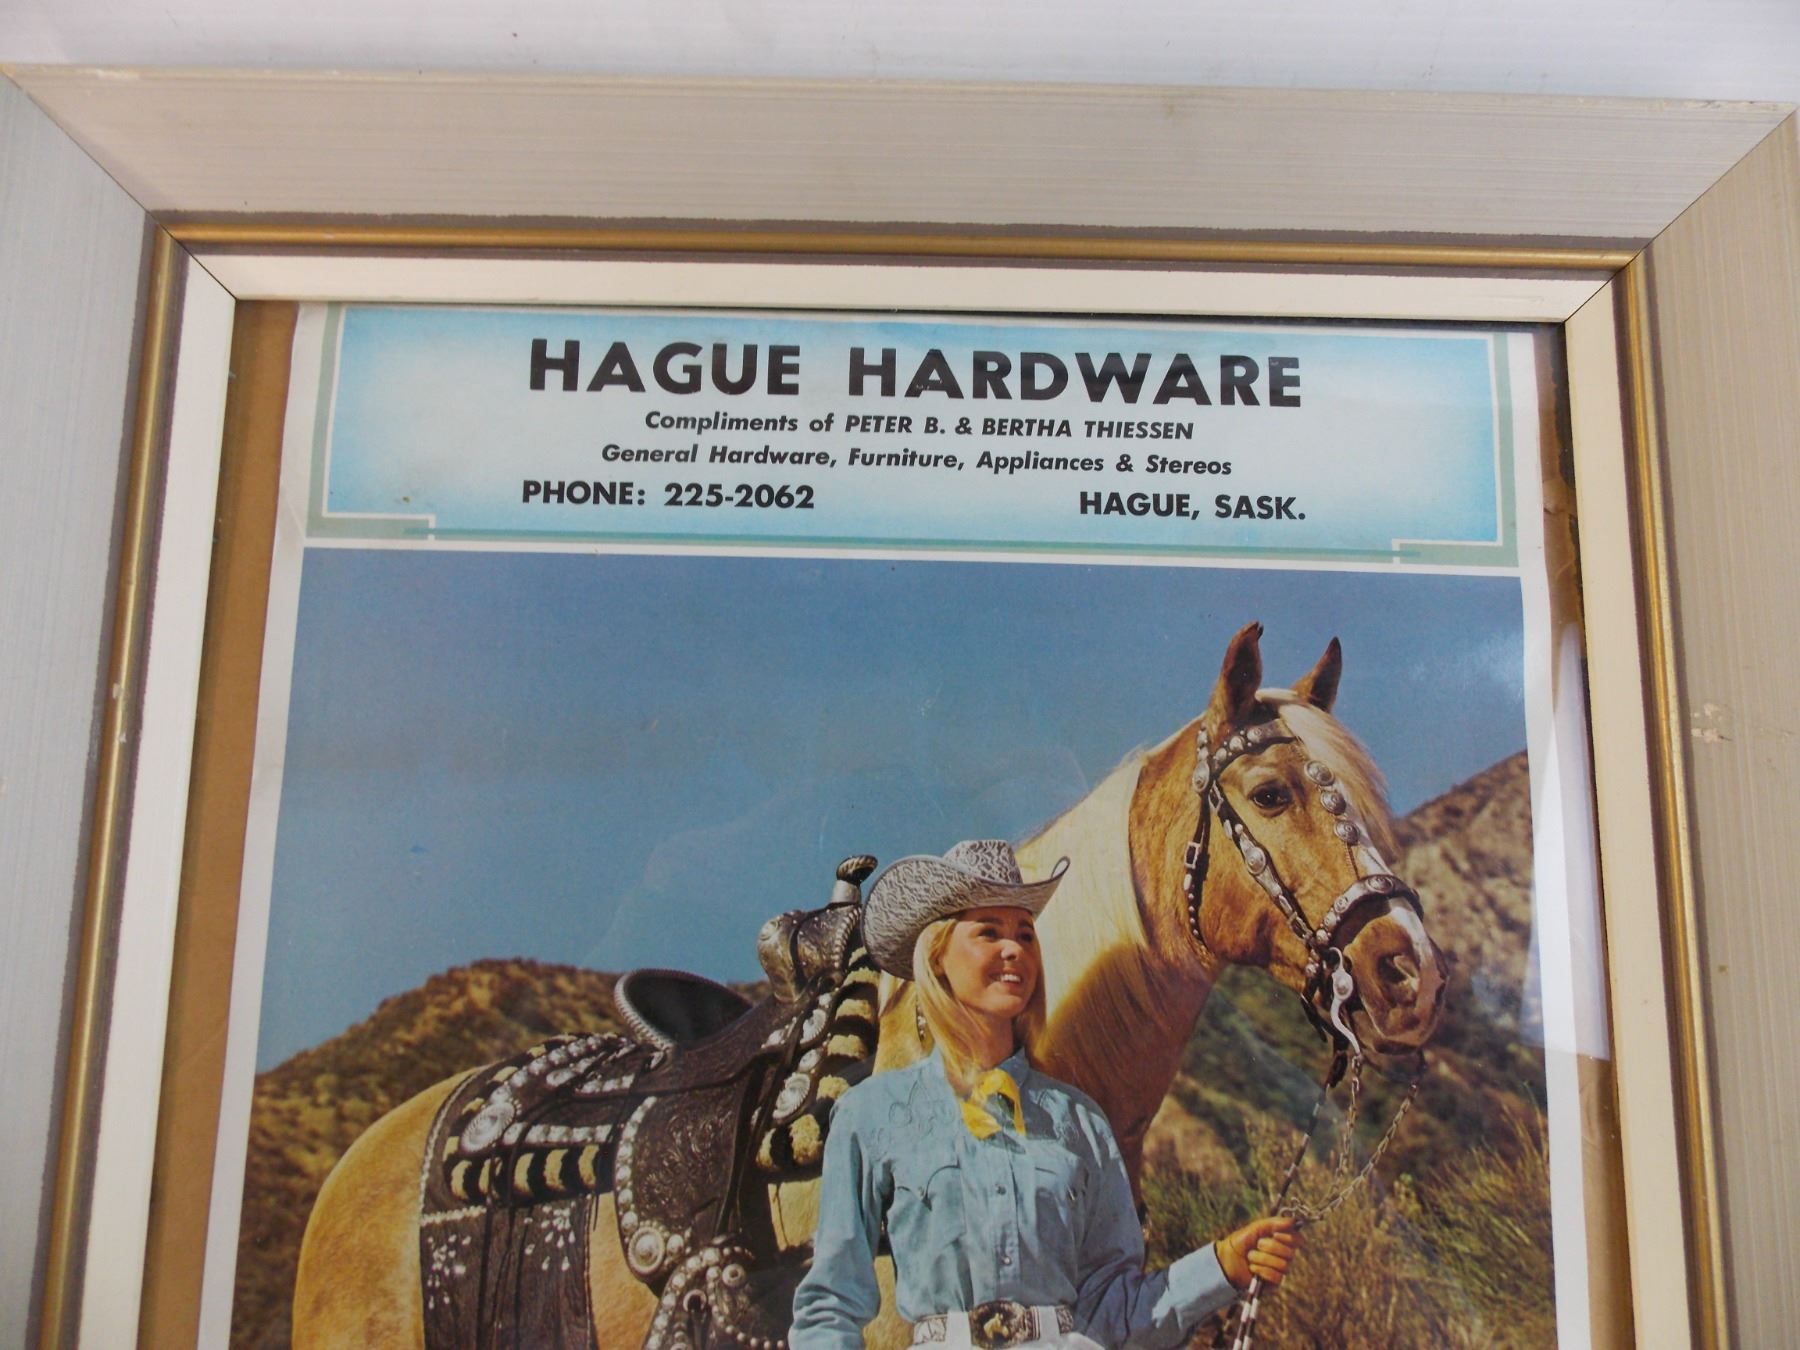 HAGUE HARDWARE
Compliments of PETER B. & BERTHA THIESSEN
General Hardware, Furniture, Appliances & Stereos
PHONE: 225-2062 HAGUE, SASK.